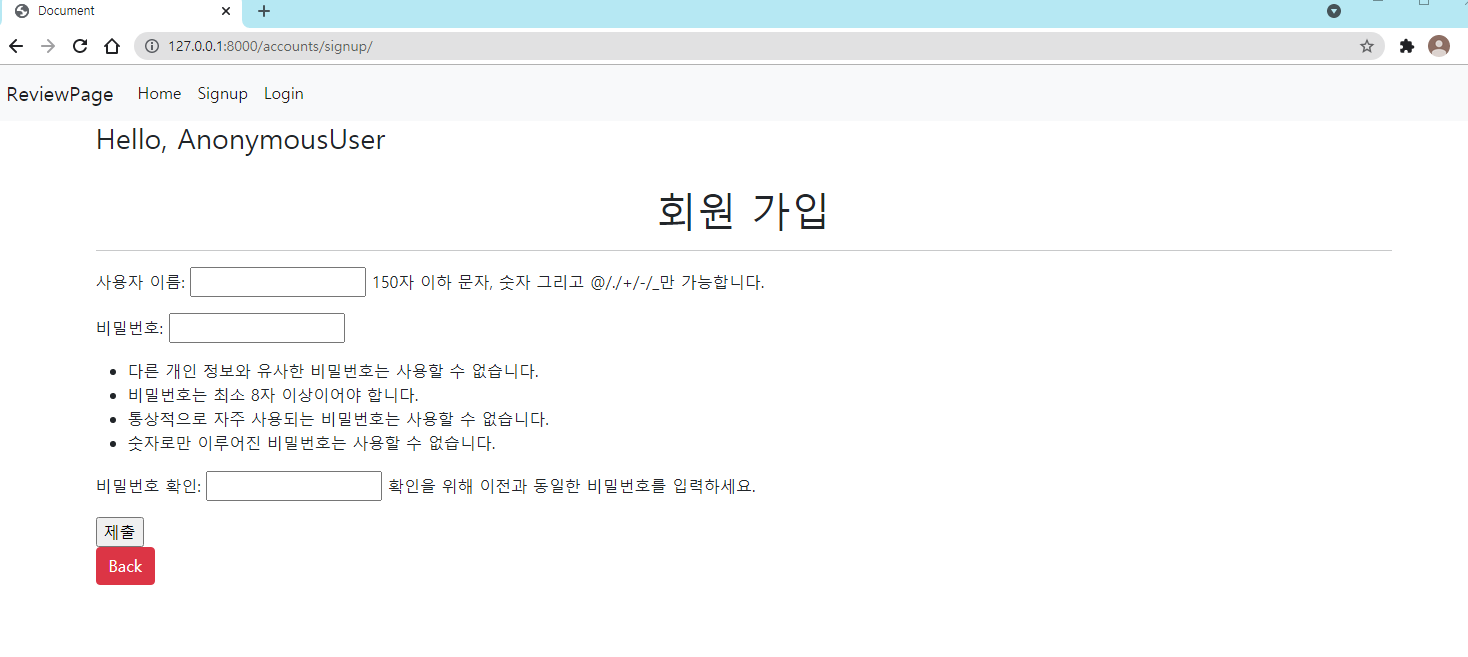 Document
127.0.0.1:8000/accounts/signup/
ReviewPage Home Signup Login
Hello, AnonymousUser
회원 가입
사용자 이름: 150자 이하 문자, 숫자 그리고 @/./+/-/_만 가능합니다.
비밀번호:
다른 개인 정보와 유사한 비밀번호는 사용할 수 없습니다.
비밀번호는 최소 8자 이상이어야 합니다.
통상적으로 자주 사용되는 비밀번호는 사용할 수 없습니다.
숫자로만 이루어진 비밀번호는 사용할 수 없습니다.
비밀번호 확인: 확인을 위해 이전과 동일한 비밀번호를 입력하세요.
제출
Back